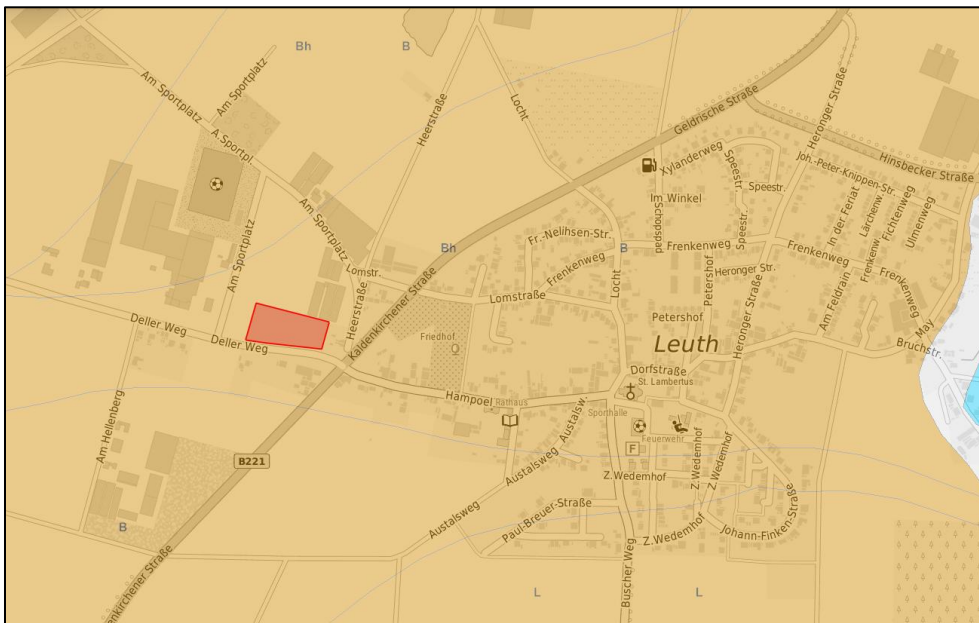 Bh
B
Am Sportplatz
Am Sportplatz
A.Sportpl.
Heerstraße
Locht
Geldrische Straße
Heronger Straße
Hinsbecker Straße
Xylanderweg
Speestr.
Speestr.
Joh.-Peter-Knippen-Str.
Im Winkel
Schopspad
Speestr.
In der Feriat
Lärchenw.
Fichtenweg
Ulmenweg
Am Sportplatz
Am Sportplatz
Fr.-Nelihsen-Str.
Bh
B
Frenkenweg
Frenkenweg
Frenkenweg
Frenkenw.
Frenkenweg
Lomstr.
Heerstraße
Kaldenkirchener Straße
Lomstraße
Locht
Petershof
Heronger Str.
Heronger Straße
Am Feldrain
Petershof
May
Bruchstr.
Deller Weg
Deller Weg
Friedhof
Leuth
Dorfstraße
St. Lambertus
Hampoel
Rathaus
Sporthalle
Austalsw.
Feuerwehr
F
Am Hellenberg
B221
Austalsweg
Z.Wedemhof
Z.Wedemhof
Z.Wedemhof
Austalsweg
Paul-Breuer-Straße
Z.Wedemhof
Johann-Finken-Straße
B
enkirchener Straße
Buscher Weg
L
L